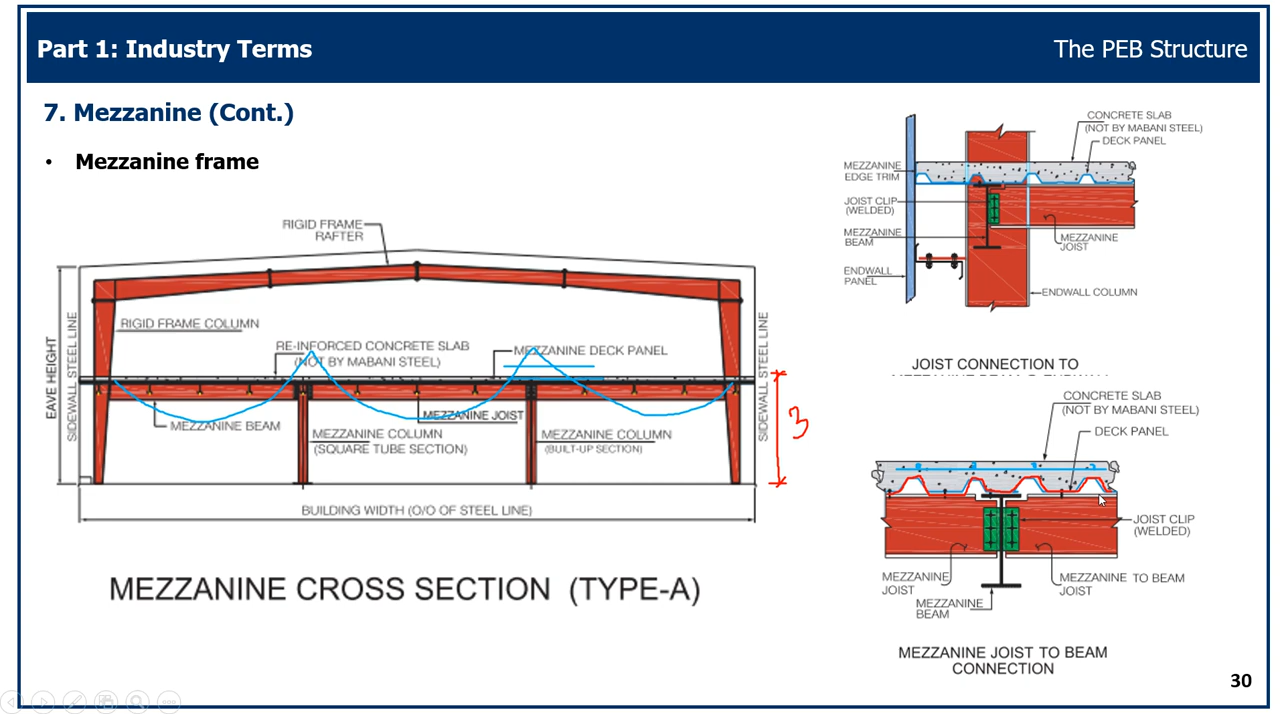 Part 1: Industry Terms
The PEB Structure
7. Mezzanine (Cont.)
• Mezzanine frame
RIGID FRAME
RAFTER
RIGID FRAME COLUMN
RE-INFORCED CONCRETE SLAB
(NOT BY MABANI STEEL)
MEZZANINE DECK PANEL
EAVE HEIGHT
SIDEWALL STEEL LINE
MEZZANINE BEAM
MEZZANINE JOIST
MEZZANINE COLUMN
(SQUARE TUBE SECTION)
MEZZANINE COLUMN
(BUILT-UP SECTION)
SIDEWALL STEEL LINE
3
BUILDING WIDTH (O/O OF STEEL LINE)
MEZZANINE CROSS SECTION (TYPE-A)
CONCRETE SLAB
(NOT BY MABANI STEEL)
DECK PANEL
MEZZANINE
EDGE TRIM
JOIST CLIP
(WELDED)
MEZZANINE
BEAM
MEZZANINE
JOIST
ENDWALL
PANEL
ENDWALL COLUMN
JOIST CONNECTION TO
CONCRETE SLAB
(NOT BY MABANI STEEL)
DECK PANEL
JOIST CLIP
(WELDED)
MEZZANINE
JOIST
MEZZANINE
BEAM
MEZZANINE TO BEAM
JOIST
MEZZANINE JOIST TO BEAM
CONNECTION
30